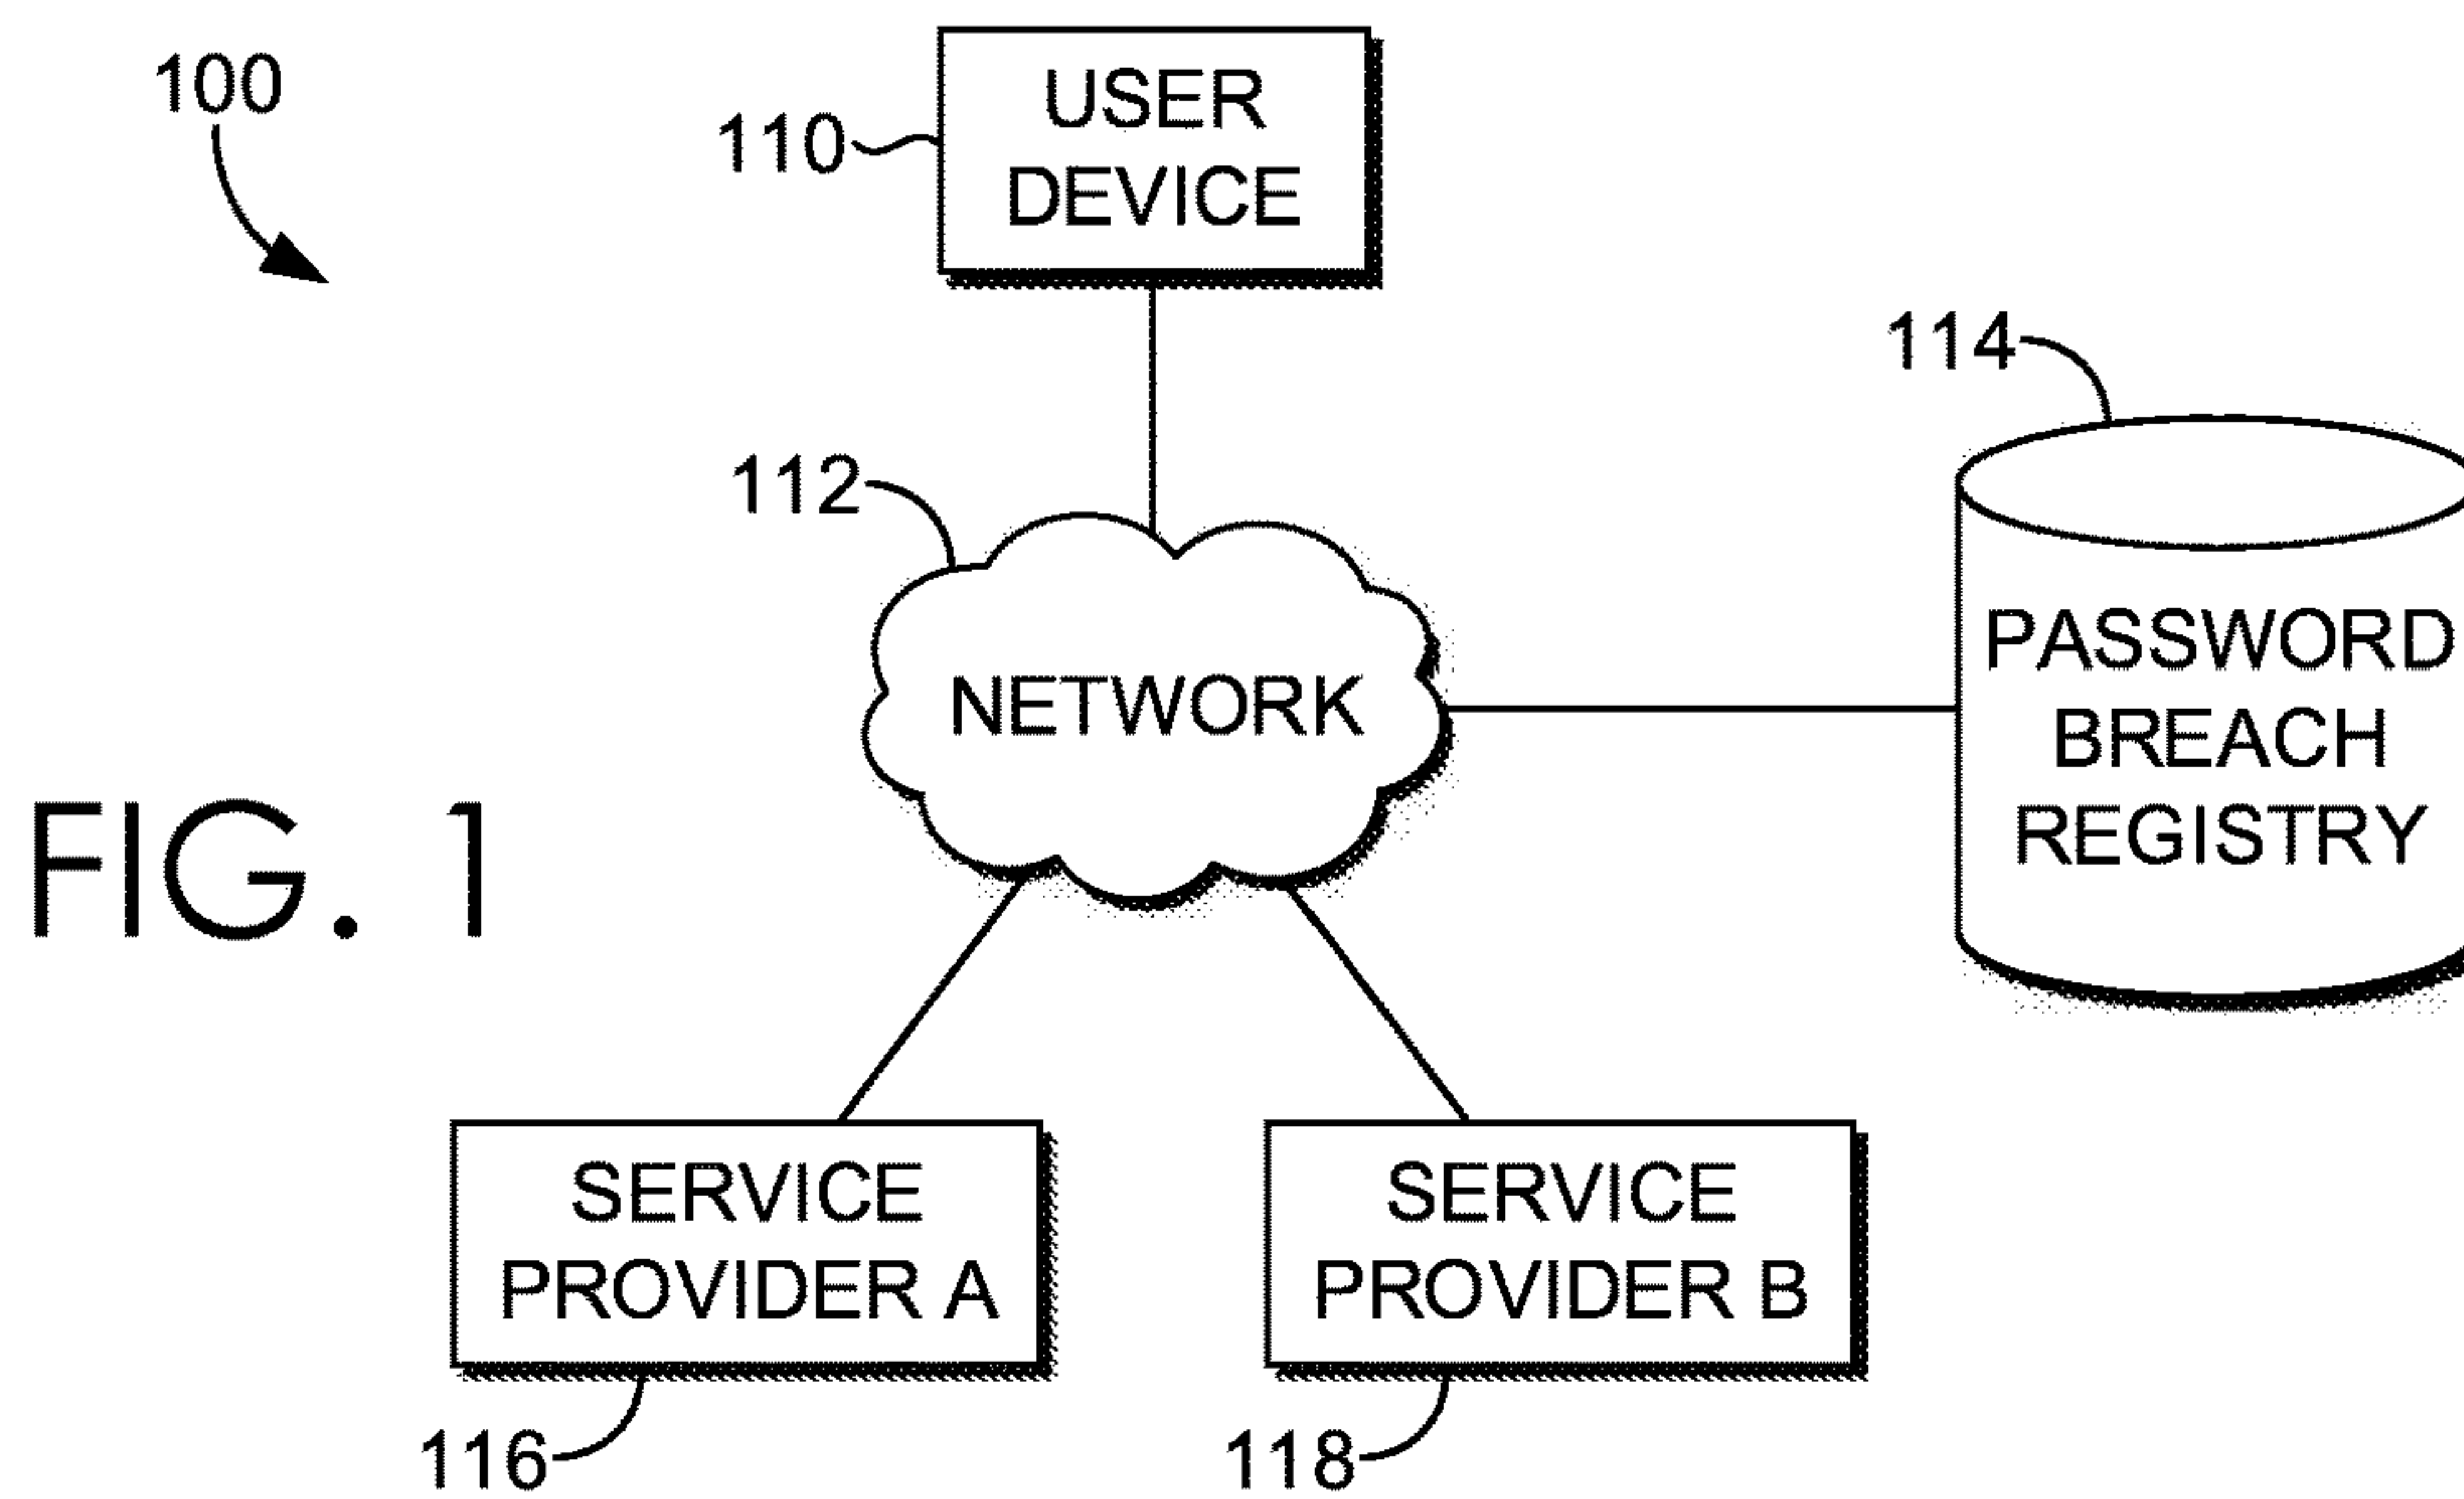 100
110
USER
DEVICE
114
112
NETWORK
PASSWORD
BREACH
REGISTRY
FIG. 1
SERVICE
PROVIDER A
SERVICE
PROVIDER B
116
118